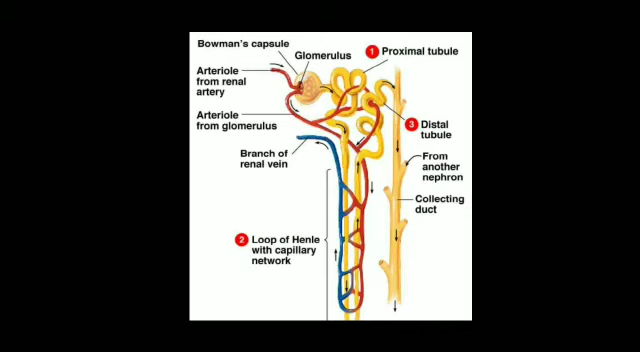 Bowman's capsule
Glomerulus
1 Proximal tubule
Arteriole
from renal
artery
Arteriole
from glomerulus
3 Distal
tubule
Branch of
renal vein
From
another
nephron
Collecting
duct
2 Loop of Henle
with capillary
network